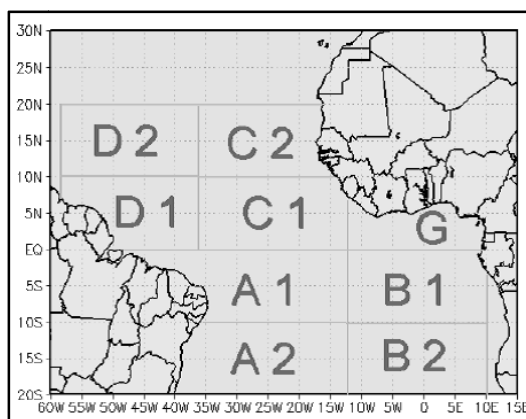 30N
25N
20N
D 2 C 2
15N
10N
D 1 C 1
5N
G
EQ
A 1 B 1
5S
10S
A 2 B 2
15S
20S
60W 55W 50W 45W 40W 35W 30W 25W 20W 15W 10W 5W 0 5E 10E 15E